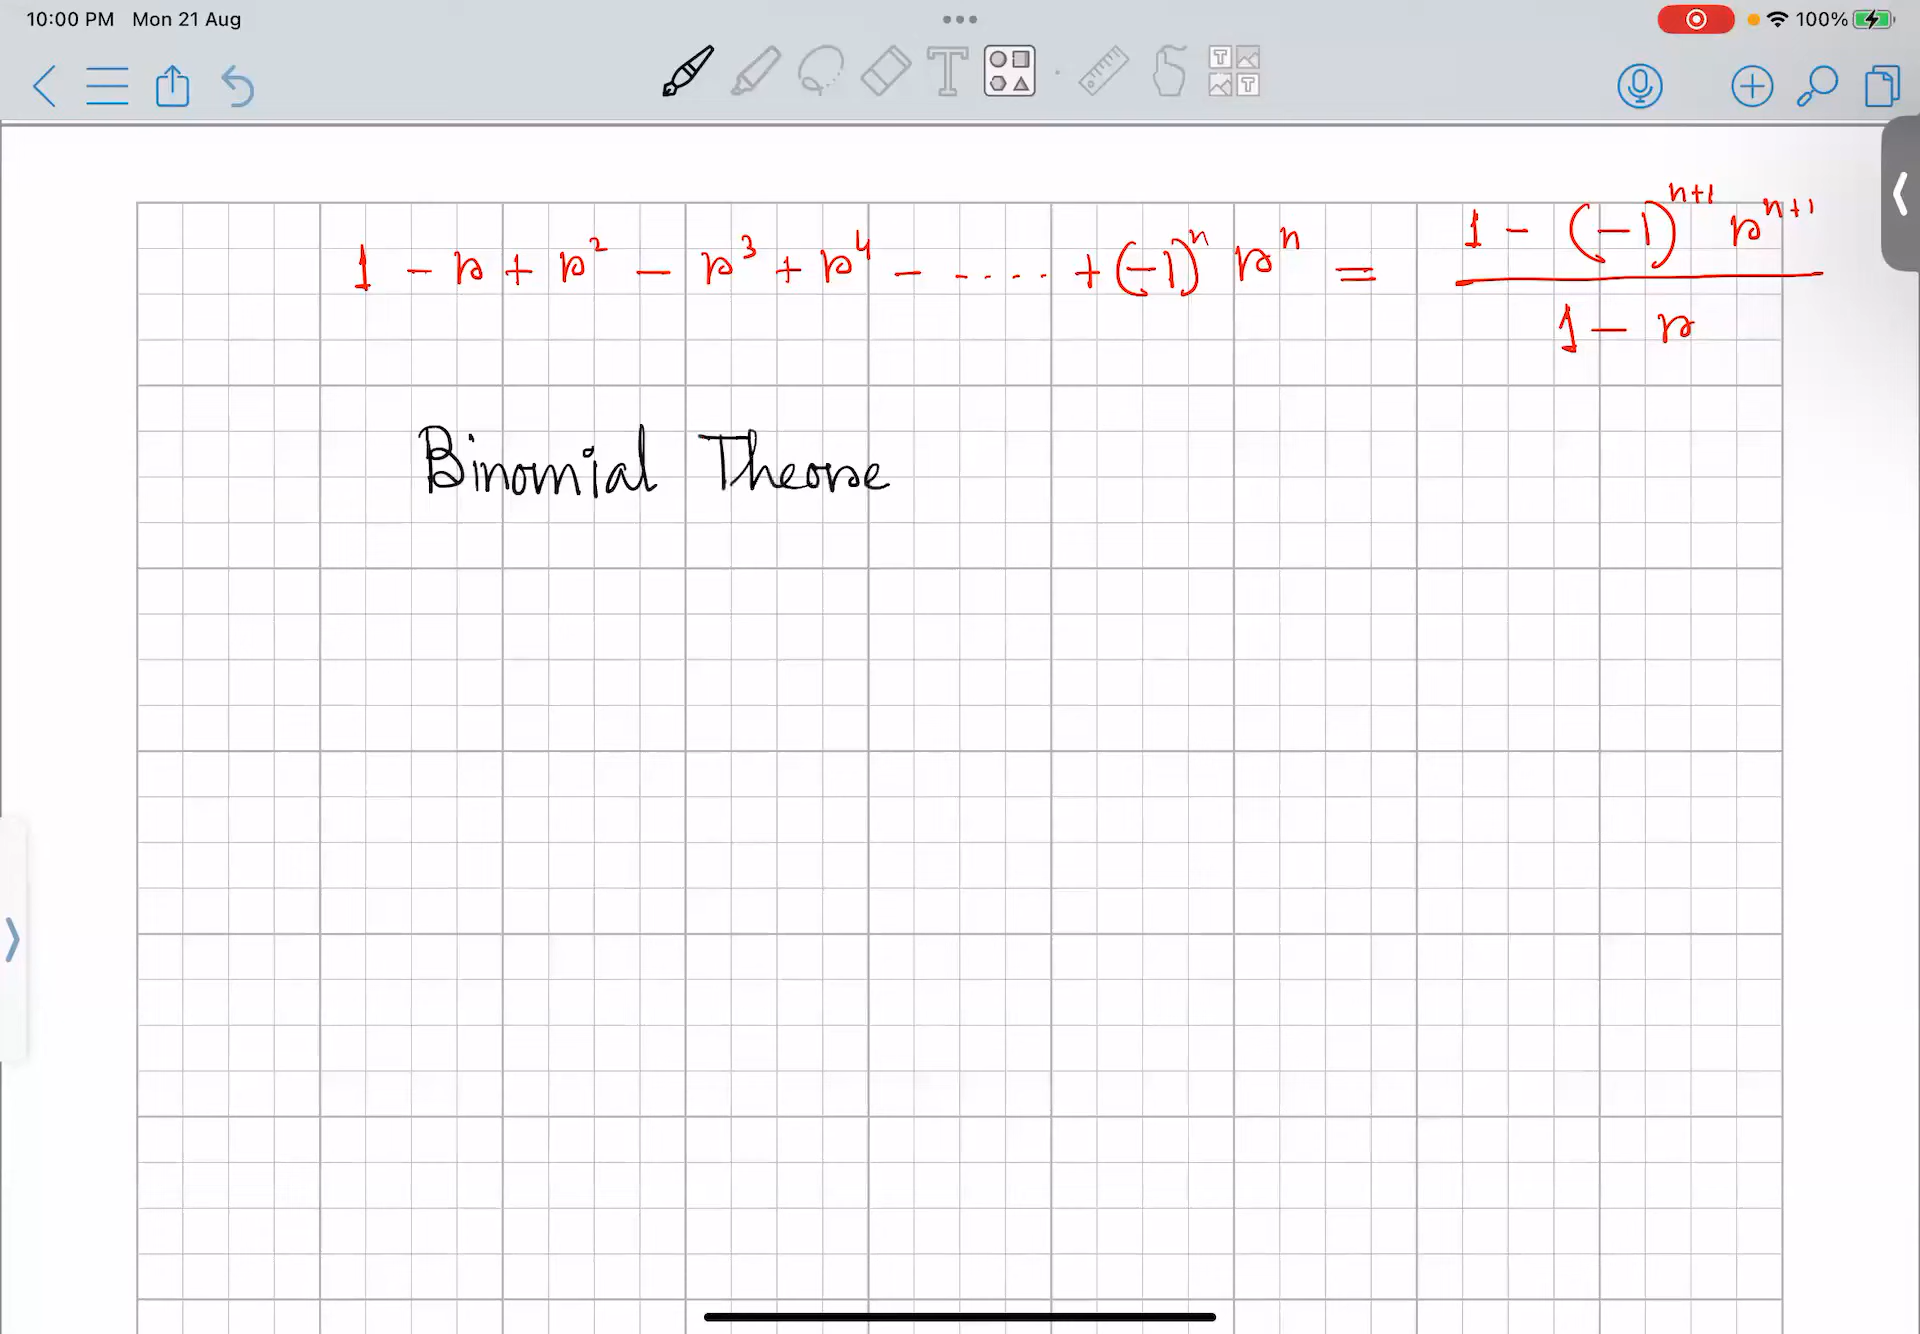 10:00 PM Mon 21 Aug
100%
1 - r + r² - r³ + r⁴ - ..... + (-1)ⁿ rⁿ = \frac{1 - (-1)^{n+1} r^{n+1}}{1 - r}
Binomial Theore